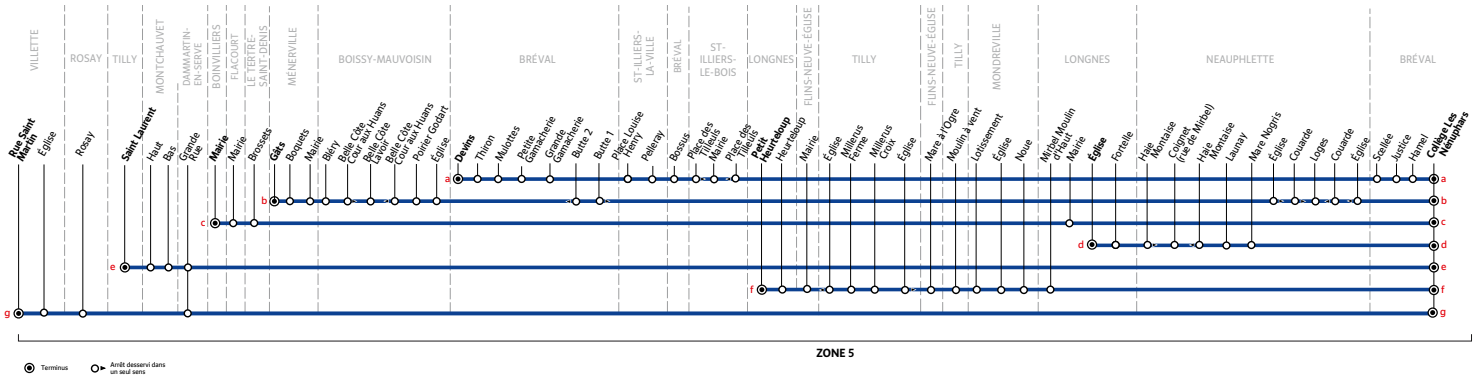 VILLETTE
ROSAY
TILLY
MONTCHAUVET
DAMMARTIN-
EN-SERVE
BOINVILLIERS
FLACOURT
LE TERTRE-
SAINT-DENIS
MÉNERVILLE
BOISSY-MAUVOISIN
BRÉVAL
ST-ILLIERS-
LA-VILLE
BRÉVAL
ST-
ILLIERS-
LE-BOIS
LONGNES
FLINS-NEUVE-ÉGLISE
TILLY
FLINS-NEUVE-ÉGLISE
TILLY
MONDREVILLE
LONGNES
NEAUPHLETTE
BRÉVAL
Rue Saint
Martin
Église
Rosay
Saint Laurent
Haut
Bas
Grande
Rue
Mairie
Mairie
Brossets
Gâts
Boquets
Mairie
Bléry
Belle Côte
Cour aux Huans
Belle Côte
Lavoir
Belle Côte
Cour aux Huans
Poirier Godart
Église
Devins
Thiron
Mulottes
Petite
Gamacherie
Grande
Gamacherie
Butte 2
Butte 1
Place Louise
Henry
Pelleray
Bossus
Place des
Tilleuls
Mairie
Place des
Tilleuls
Petit
Heurteloup
Heurteloup
Mairie
Église
Millerus
Ferme
Millerus
Croix
Église
Mare à l'Ogre
Moulin à vent
Lotissement
Église
Noue
Mirbel Moulin
d'Haut
Mairie
Église
Fortelle
Haie
Montaise
Coignet
(rue de Mirbel)
Haie
Montaise
Launay
Mare Nogris
Église
Couarde
Loges
Couarde
Église
Scellée
Justice
Hamel
Collège Les
Nénuphars
a
a
b
b
c
c
d
d
e
e
f
f
g
g
ZONE 5
Terminus
Arrêt desservi dans
un seul sens